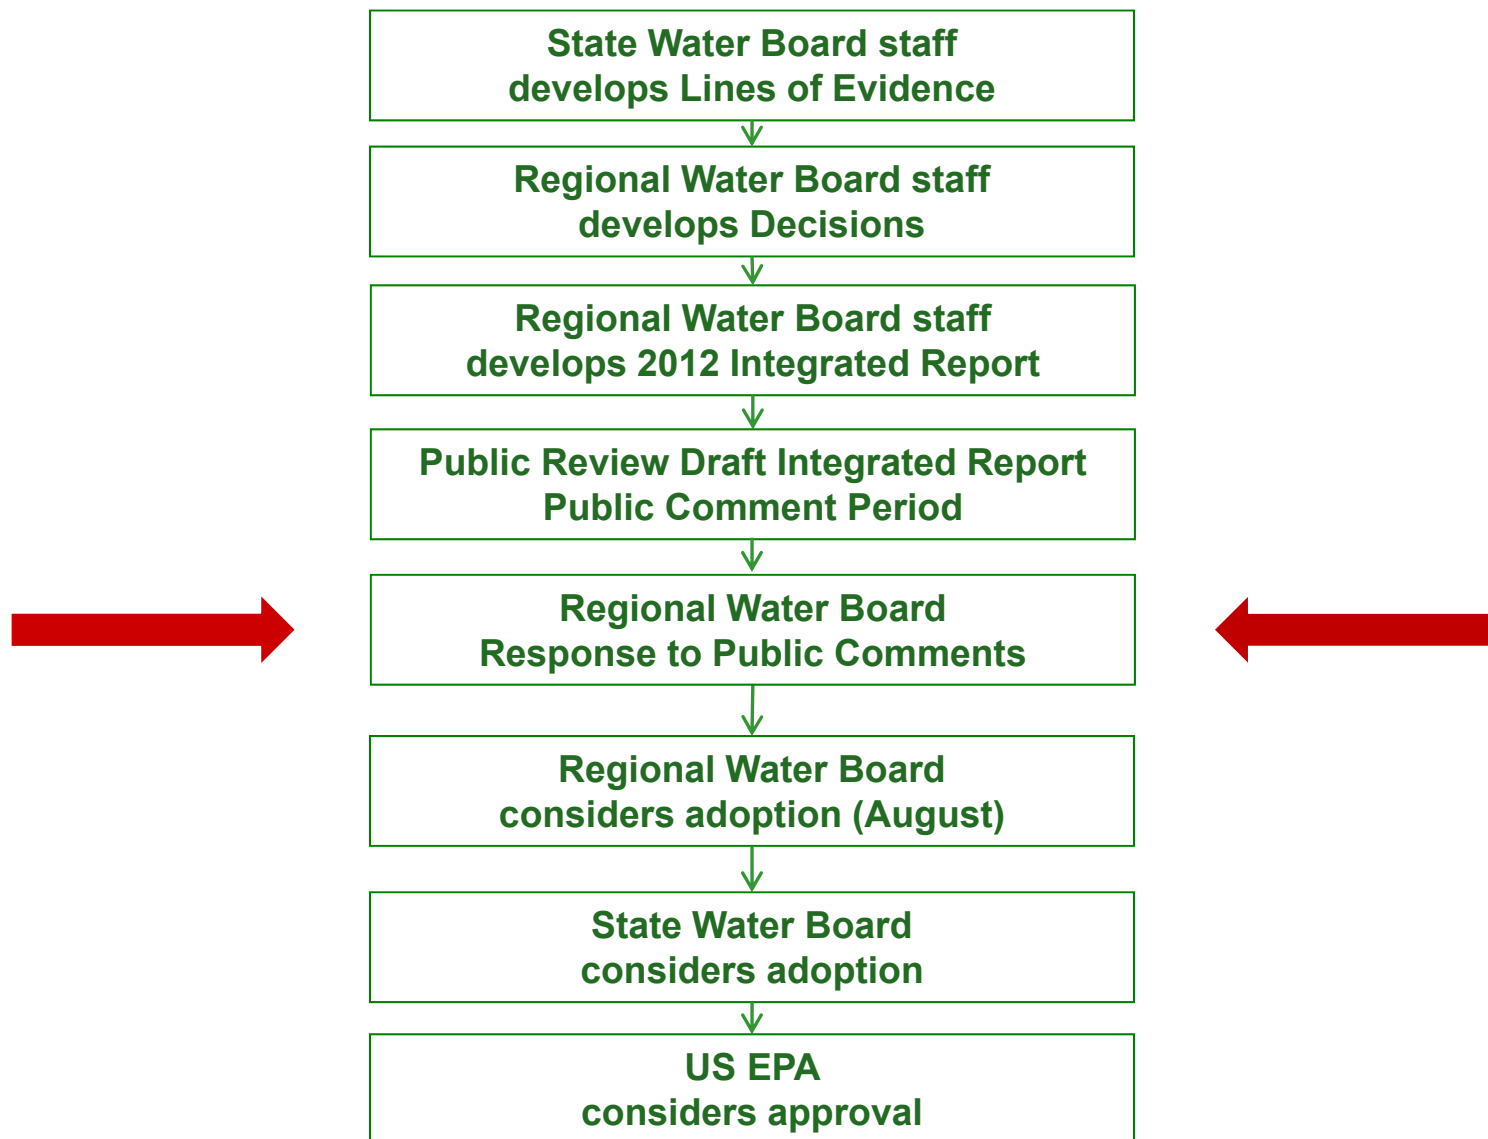 State Water Board staff
develops Lines of Evidence
Regional Water Board staff
develops Decisions
Regional Water Board staff
develops 2012 Integrated Report
Public Review Draft Integrated Report
Public Comment Period
Regional Water Board
Response to Public Comments
Regional Water Board
considers adoption (August)
State Water Board
considers adoption
US EPA
considers approval